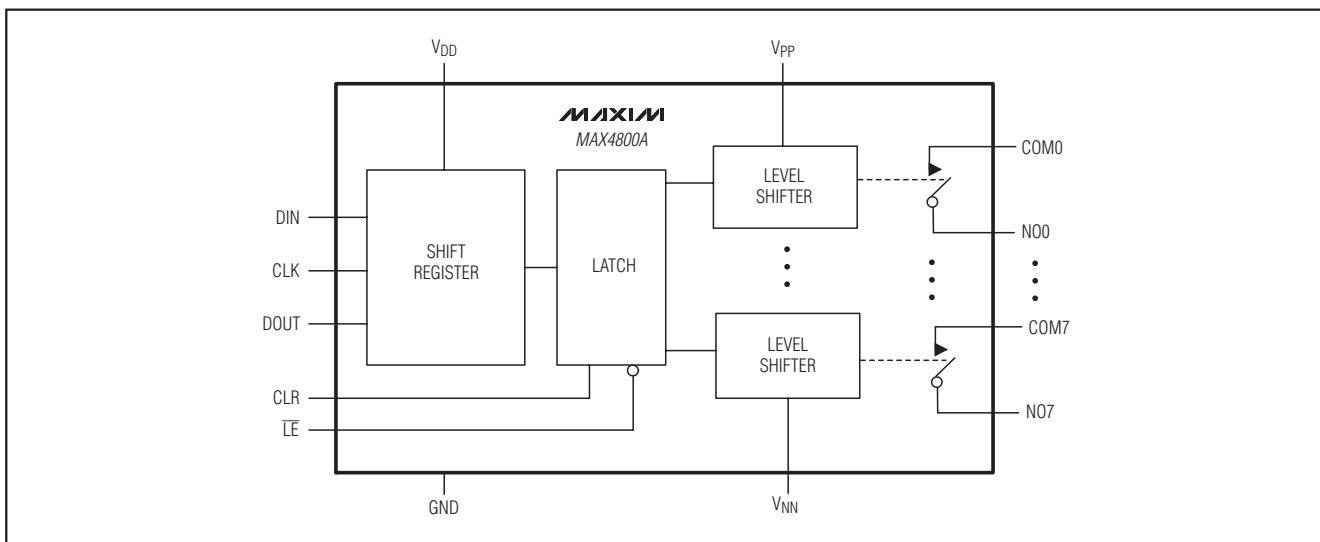 VDD
VPP
MAXIM
MAX4800A
COM0
LEVEL
SHIFTER
DIN
NO0
SHIFT
REGISTER
LATCH
CLK
DOUT
COM7
LEVEL
SHIFTER
CLR
NO7
LE
GND
VNN